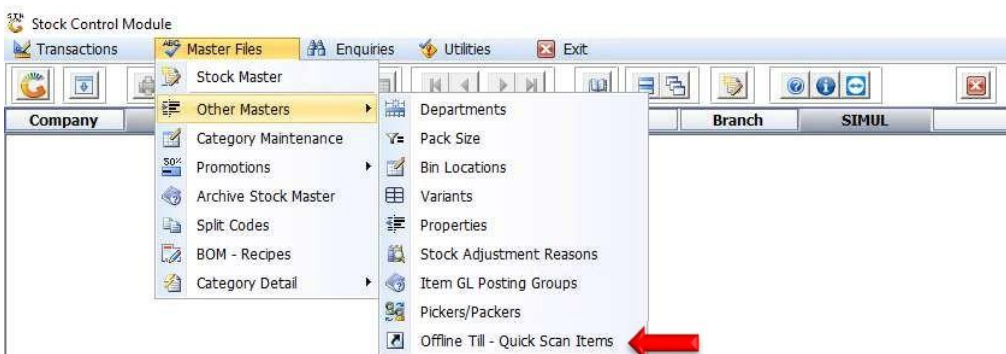 Stock Control Module
Transactions Master Files Enquiries Utilities Exit
Stock Master
Other Masters
Category Maintenance
Promotions
Archive Stock Master
Split Codes
BOM - Recipes
Category Detail
Company Branch SIMUL
Departments
Pack Size
Bin Locations
Variants
Properties
Stock Adjustment Reasons
Item GL Posting Groups
Pickers/Packers
Offline Till - Quick Scan Items